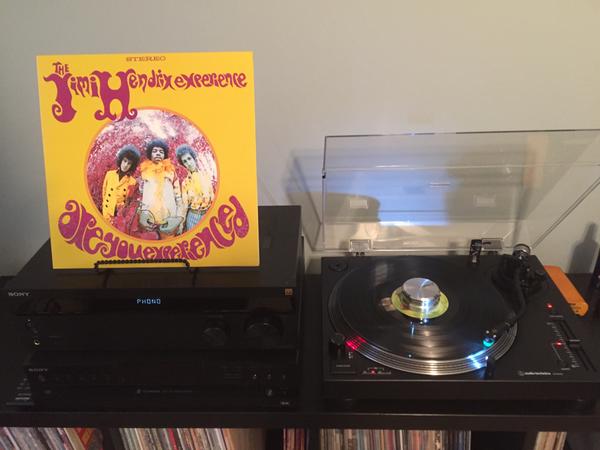 STEREO
THE
Jimi Hendrix experience
are you experienced
SONY
PHONO
SONY
audio-technica